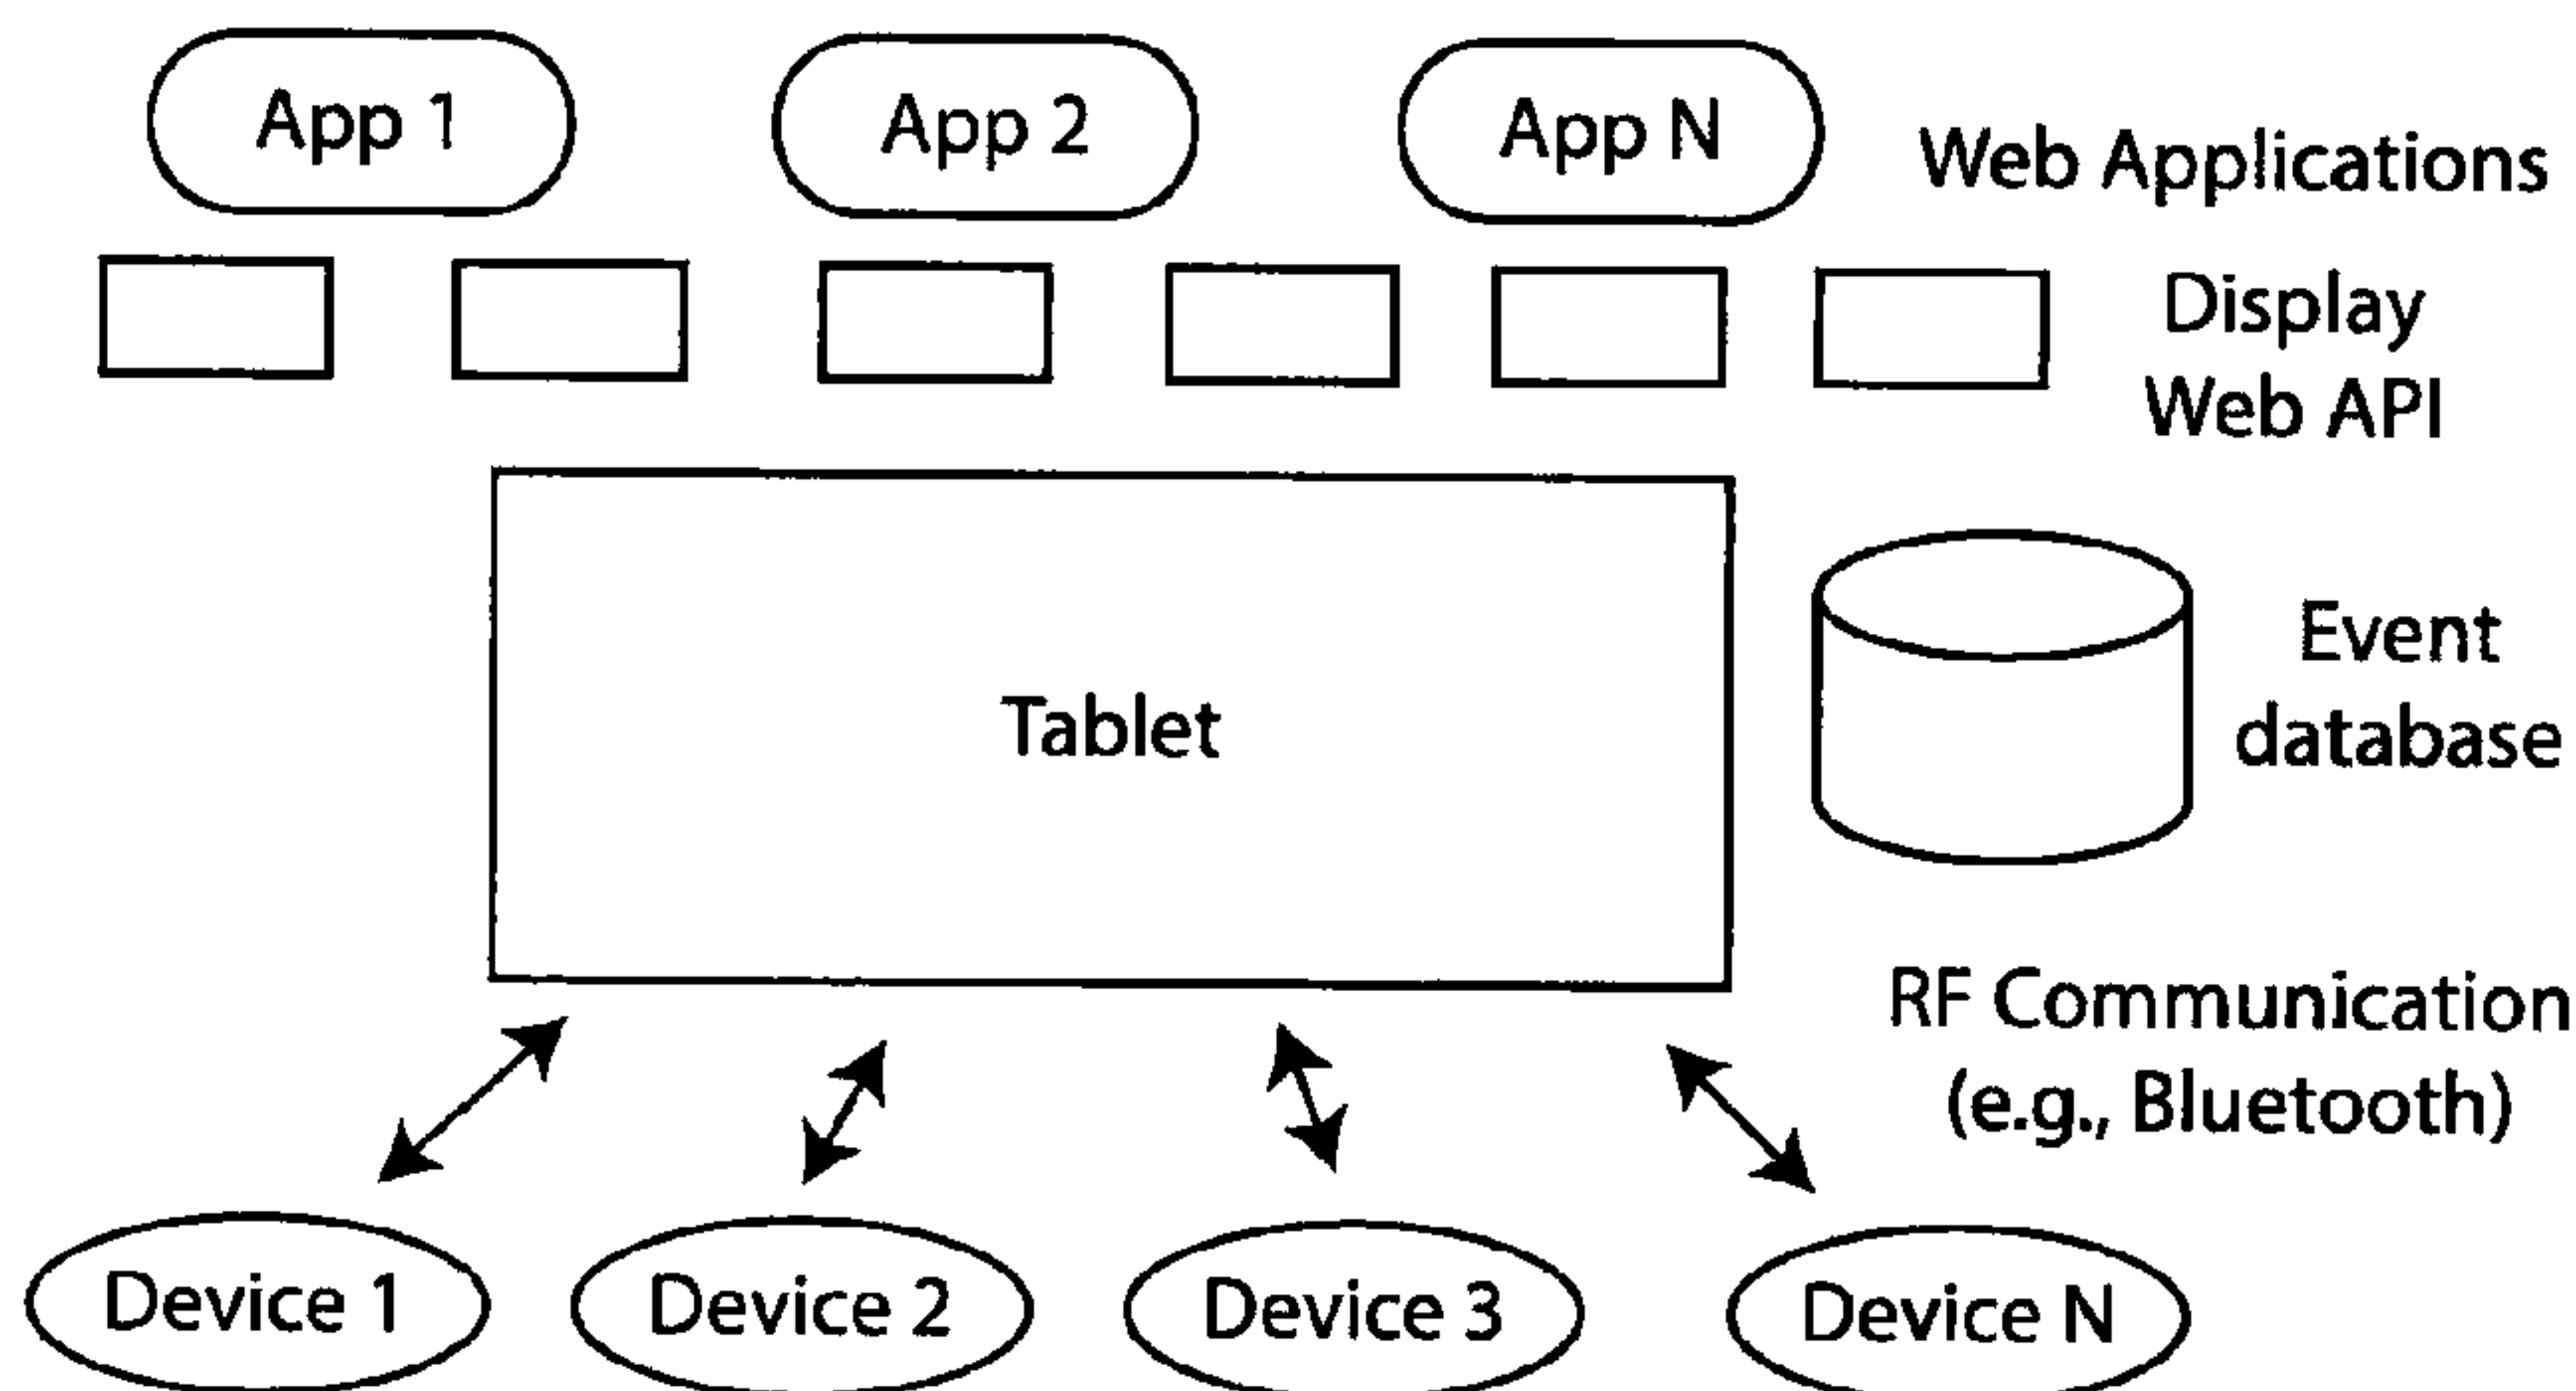 App 1
App 2
App N
Web Applications
Display
Web API
Tablet
Event
database
RF Communication
(e.g., Bluetooth)
Device 1
Device 2
Device 3
Device N